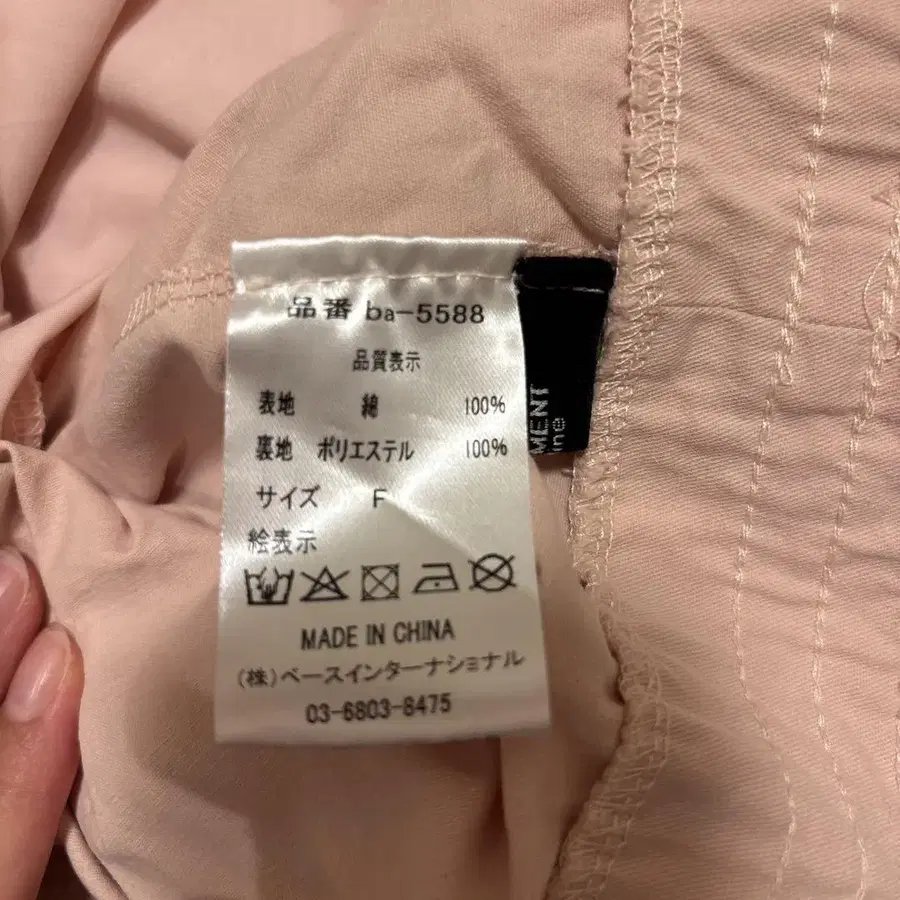 品番 ba-5588
品質表示
表地 綿 100%
裏地 ポリエステル 100%
サイズ F
絵表示
MADE IN CHINA
(株)ベースインターナショナル
03-6803-8475
MENT
ine